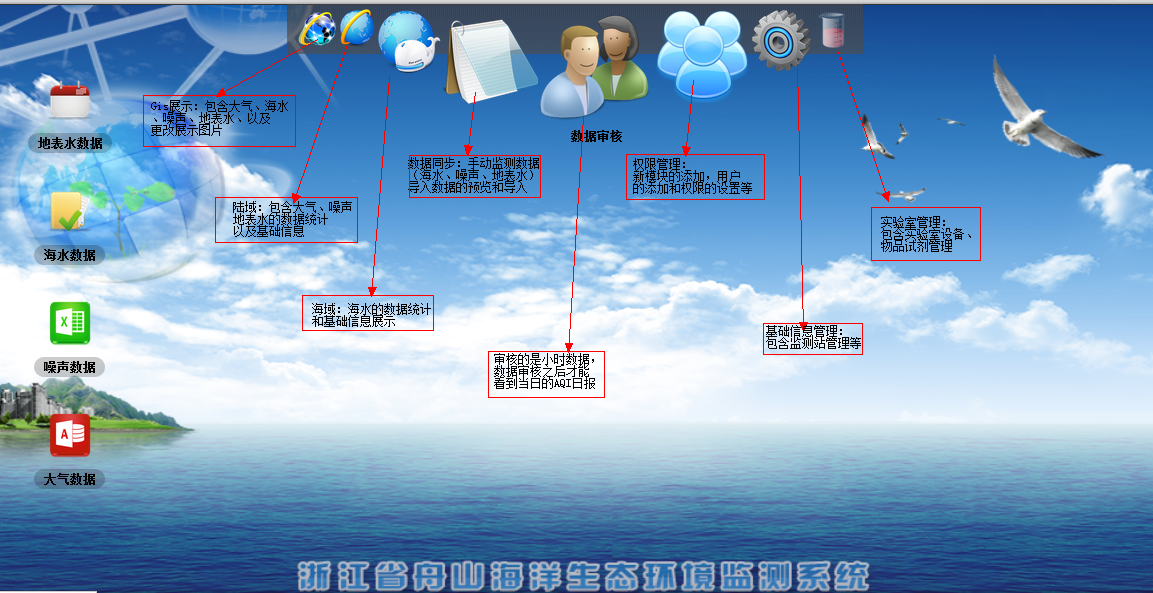 Gis展示：包含大气、海水
、噪声、地表水、以及
更改展示图片
地表水数据
数据审核
数据同步：手动监测数据
（海水、噪声、地表水）
导入数据的预览和导入
权限管理：
新模块的添加，用户
的添加和权限的设置等
陆域：包含大气、噪声
地表水的数据统计
以及基础信息
实验室管理：
包含实验室设备、
物品试剂管理
海水数据
海域：海水的数据统计
和基础信息展示
基础信息管理：
包含监测站管理等
噪声数据
审核的是小时数据，
数据审核之后才能
看到当日的AQI日报
大气数据
浙江省舟山海洋生态环境监测系统